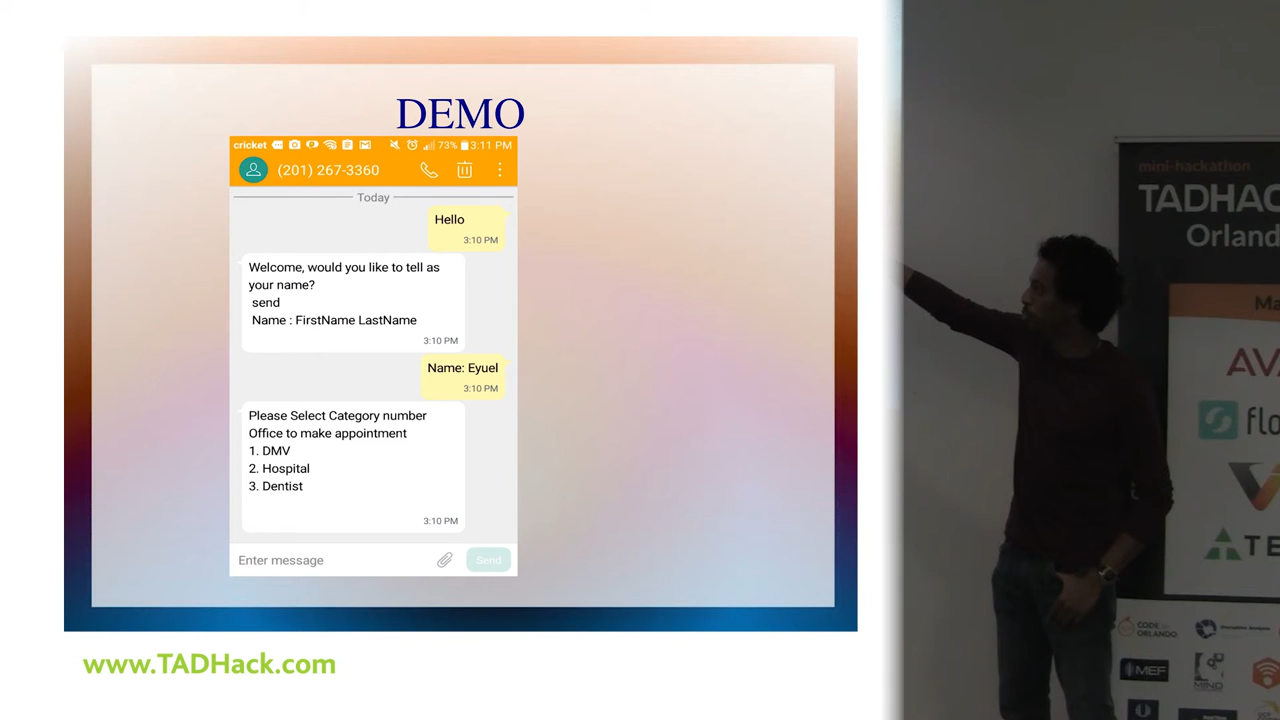 DEMO
cricket 73% 3:11 PM
(201) 267-3360
Today
Hello
3:10 PM
Welcome, would you like to tell as
your name?
send
Name : FirstName LastName
3:10 PM
Name: Eyuel
3:10 PM
Please Select Category number
Office to make appointment
1. DMV
2. Hospital
3. Dentist
3:10 PM
Enter message
Send
www.TADHack.com
mini-hackathon
TADHAC
Orland
Ma
AVA
flo
TE
CODE
ORLANDO
MEF
MIND